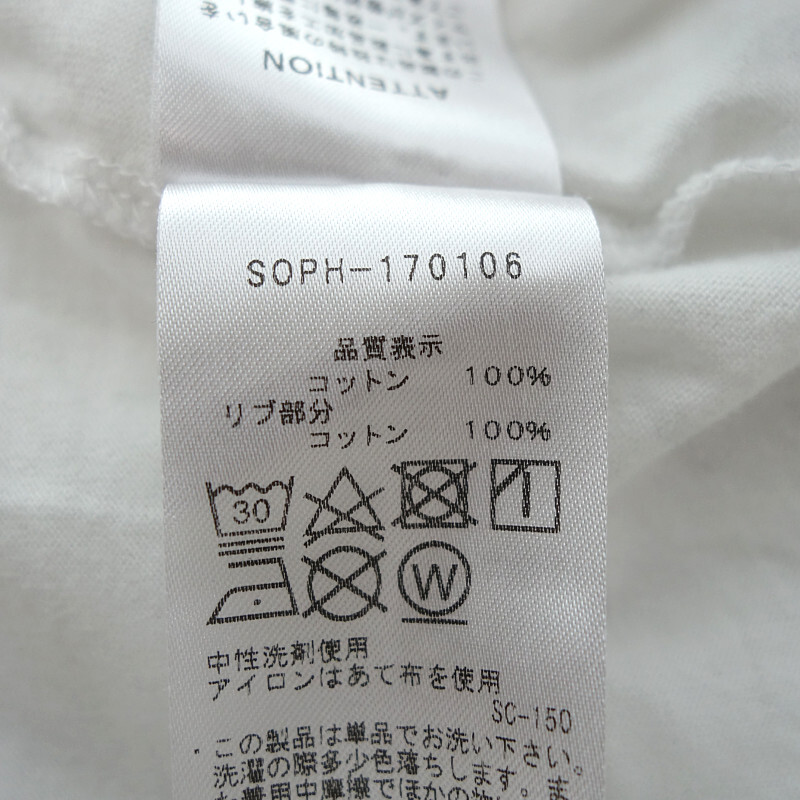 ATTENTION
SOPH-170106
品質表示
コットン 100%
リブ部分
コットン 100%
30
W
中性洗剤使用
アイロンはあて布を使用
SC-150
・この製品は単品でお洗い下さい。
洗濯の際多少色落ちします。ま